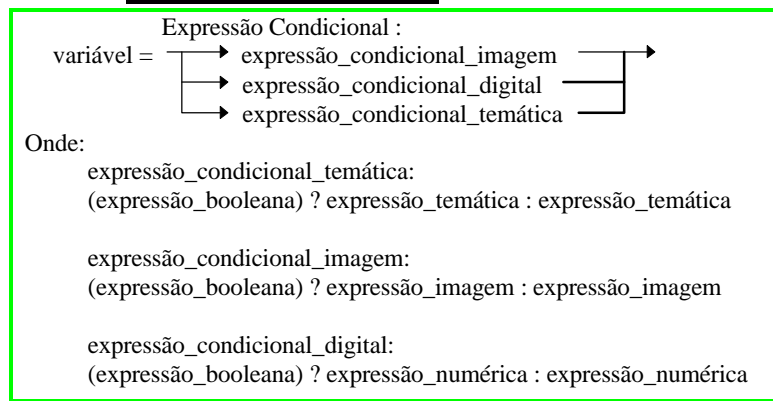 Expressão Condicional :
variável = expressão_condicional_imagem
expressão_condicional_digital
expressão_condicional_temática
Onde:
expressão_condicional_temática:
(expressão_booleana) ? expressão_temática : expressão_temática
expressão_condicional_imagem:
(expressão_booleana) ? expressão_imagem : expressão_imagem
expressão_condicional_digital:
(expressão_booleana) ? expressão_numérica : expressão_numérica